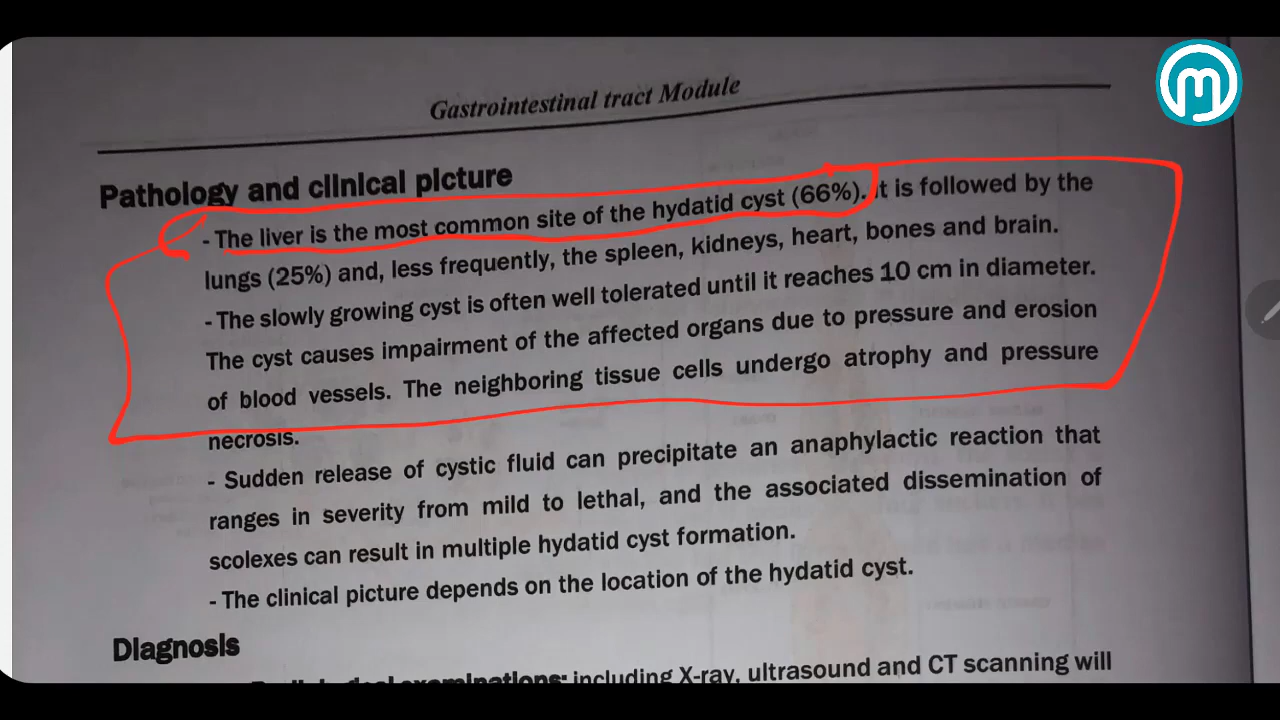 Gastrointestinal tract Module
Pathology and clinical picture
- The liver is the most common site of the hydatid cyst (66%). It is followed by the
lungs (25%) and, less frequently, the spleen, kidneys, heart, bones and brain.
- The slowly growing cyst is often well tolerated until it reaches 10 cm in diameter.
The cyst causes impairment of the affected organs due to pressure and erosion
of blood vessels. The neighboring tissue cells undergo atrophy and pressure
necrosis.
- Sudden release of cystic fluid can precipitate an anaphylactic reaction that
ranges in severity from mild to lethal, and the associated dissemination of
scolexes can result in multiple hydatid cyst formation.
- The clinical picture depends on the location of the hydatid cyst.
Diagnosis
examinations: including X-ray, ultrasound and CT scanning will